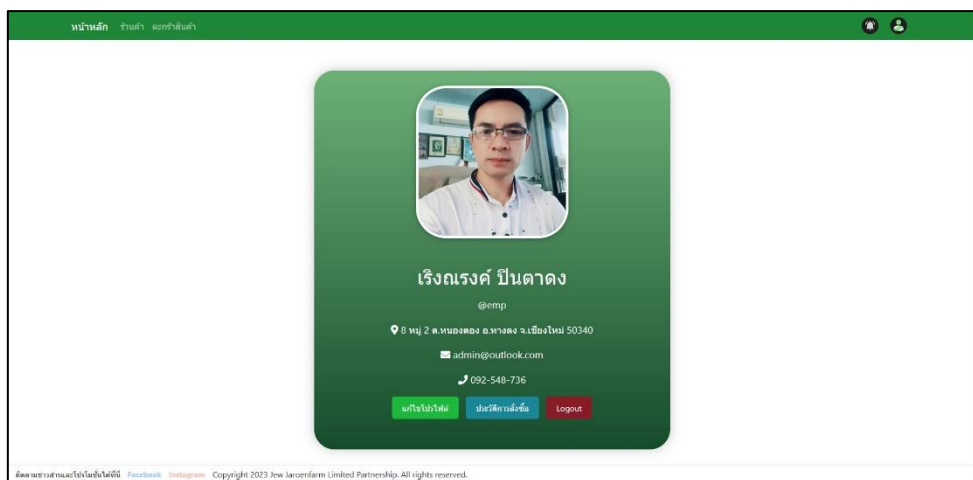 หน้าหลัก ร้านค้า ตะกร้าสินค้า
เริงณรงค์ ปินตาดง
@emp
8 หมู่ 2 ต.หนองตอง อ.หางดง จ.เชียงใหม่ 50340
admin@outlook.com
092-548-736
แก้ไขโปรไฟล์ ประวัติการสั่งซื้อ Logout
ติดตามข่าวสารและโปรโมชั่นได้ที่นี่ Facebook Instagram Copyright 2023 Jew Jaroenfarm Limited Partnership. All rights reserved.